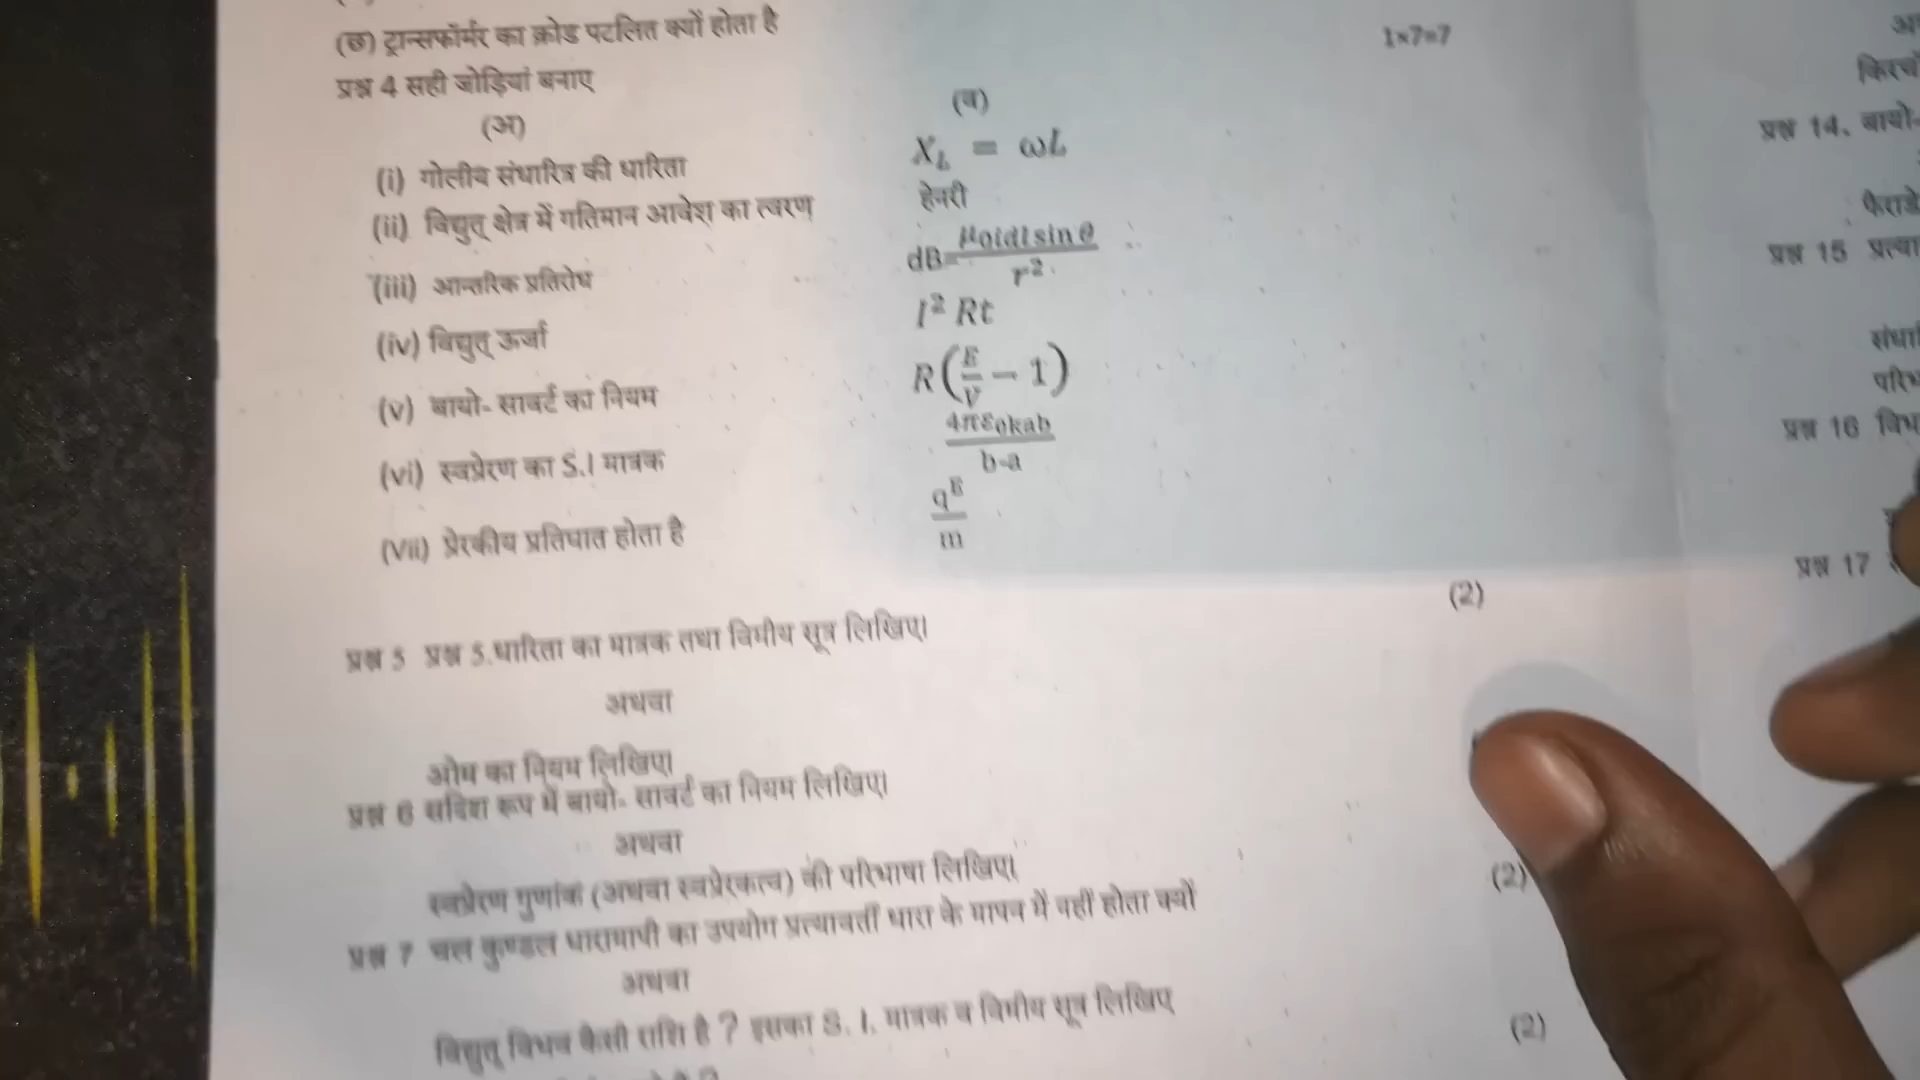 (छ) ट्रान्सफॉर्मर का क्रोड पटलित क्यों होता है
प्रश्न 4 सही जोड़ियां बनाए 1×7=7
(अ) (ब)
(i) गोलीय संधारित्र की धारिता X_L = ωL
(ii) विद्युत् क्षेत्र में गतिमान आवेश का त्वरण हेनरी
(iii) आन्तरिक प्रतिरोध dB=μ0idl sin θ / r²
(iv) विद्युत् ऊर्जा I² Rt
(v) बायो- सावर्ट का नियम R(E/V − 1)
(vi) स्वप्रेरण का S.I मात्रक 4πε0kab / b-a
(Vii) प्रेरकीय प्रतिघात होता है qE / m
प्रश्न 5 प्रश्न 5.धारिता का मात्रक तथा विमीय सूत्र लिखिए। (2)
अथवा
ओम का नियम लिखिए।
प्रश्न 6 सदिश रूप में बायो- सावर्ट का नियम लिखिए।
अथवा
स्वप्रेरण गुणांक (अथवा स्वप्रेरकत्व) की परिभाषा लिखिए। (2)
प्रश्न 7 चल कुण्डल धारामापी का उपयोग प्रत्यावर्ती धारा के मापन में नहीं होता क्यों
अथवा
विद्युत् विभव कैसी राशि है ? इसका S. I. मात्रक व विमीय सूत्र लिखिए (2)
किरच
प्रश्न 14. बायो-
फैराडे
प्रश्न 15 प्रत्या
संधा
परिभ
प्रश्न 16 विभ
प्रश्न 17